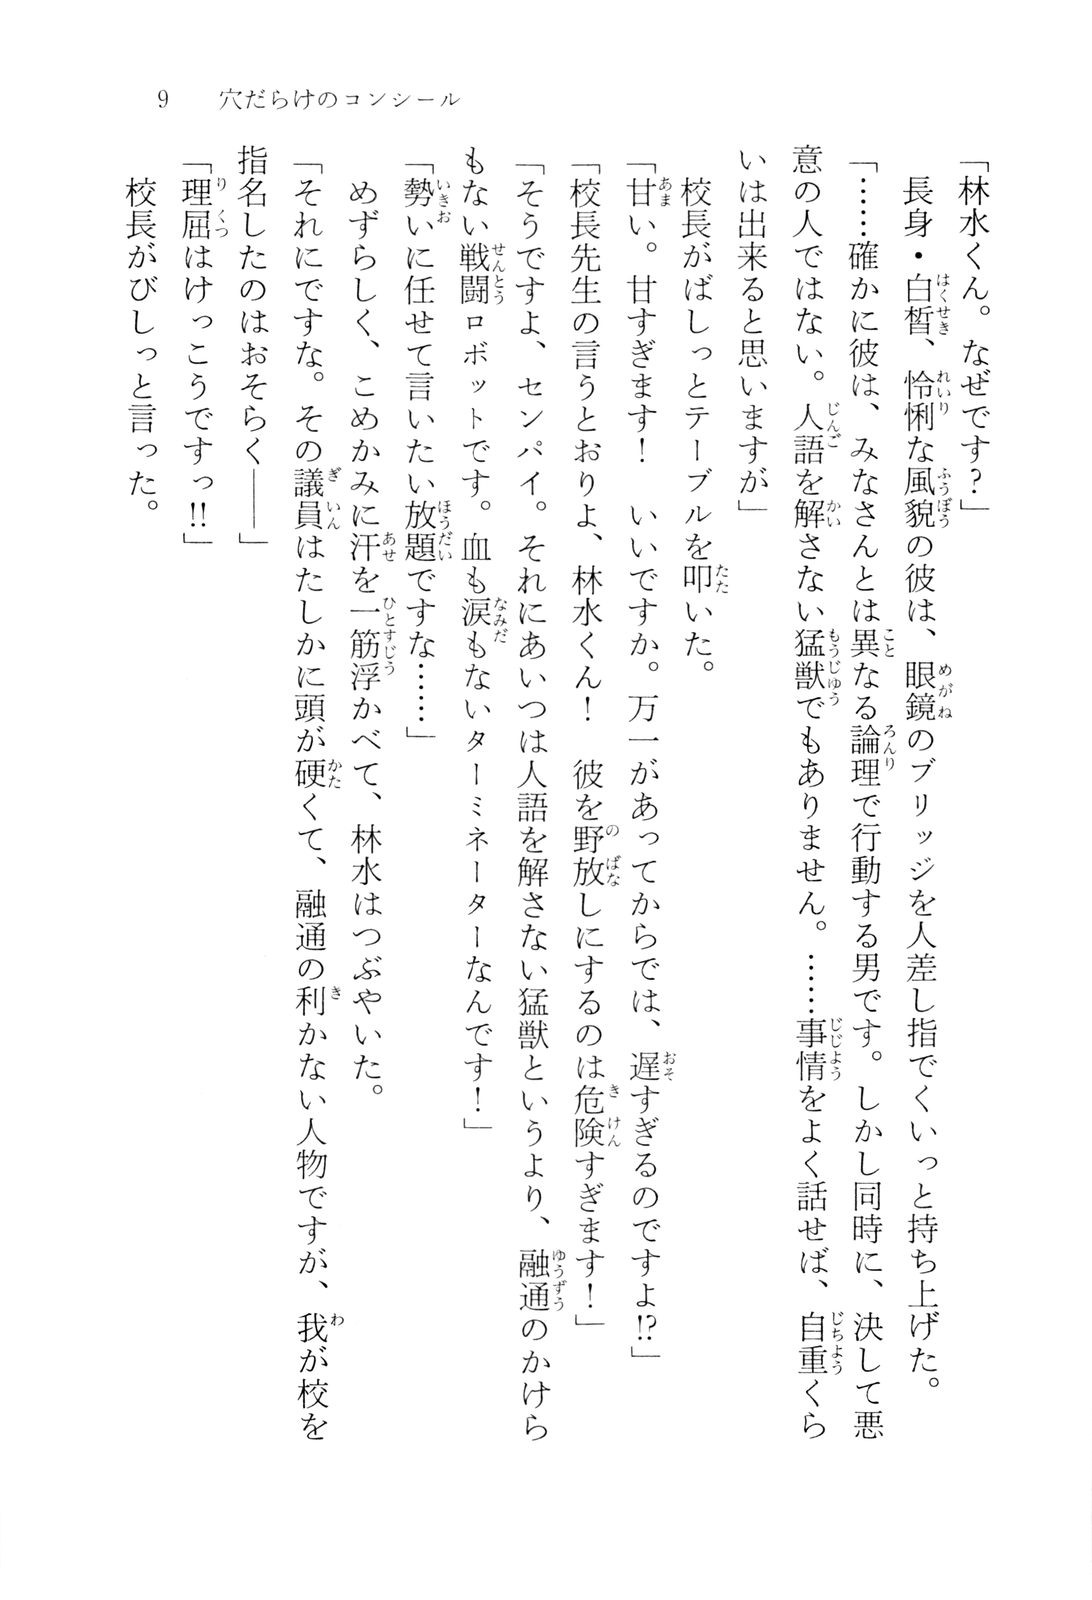 9　穴だらけのコンシール
「林水くん。なぜです？」
　長身・白皙、怜悧な風貌の彼は、眼鏡のブリッジを人差し指でくいっと持ち上げた。
「……確かに彼は、みなさんとは異なる論理で行動する男です。しかし同時に、決して悪
意の人ではない。人語を解さない猛獣でもありません。……事情をよく話せば、自重くら
いは出来ると思いますが」
　校長がばしっとテーブルを叩いた。
「甘い。甘すぎます！　いいですか。万一があってからでは、遅すぎるのですよ!?」
「校長先生の言うとおりよ、林水くん！　彼を野放しにするのは危険すぎます！」
「そうですよ、センパイ。それにあいつは人語を解さない猛獣というより、融通のかけら
もない戦闘ロボットです。血も涙もないターミネーターなんです！」
「勢いに任せて言いたい放題ですな……」
　めずらしく、こめかみに汗を一筋浮かべて、林水はつぶやいた。
「それにですな。その議員はたしかに頭が硬くて、融通の利かない人物ですが、我が校を
指名したのはおそらく――」
「理屈はけっこうですっ!!」
　校長がびしっと言った。